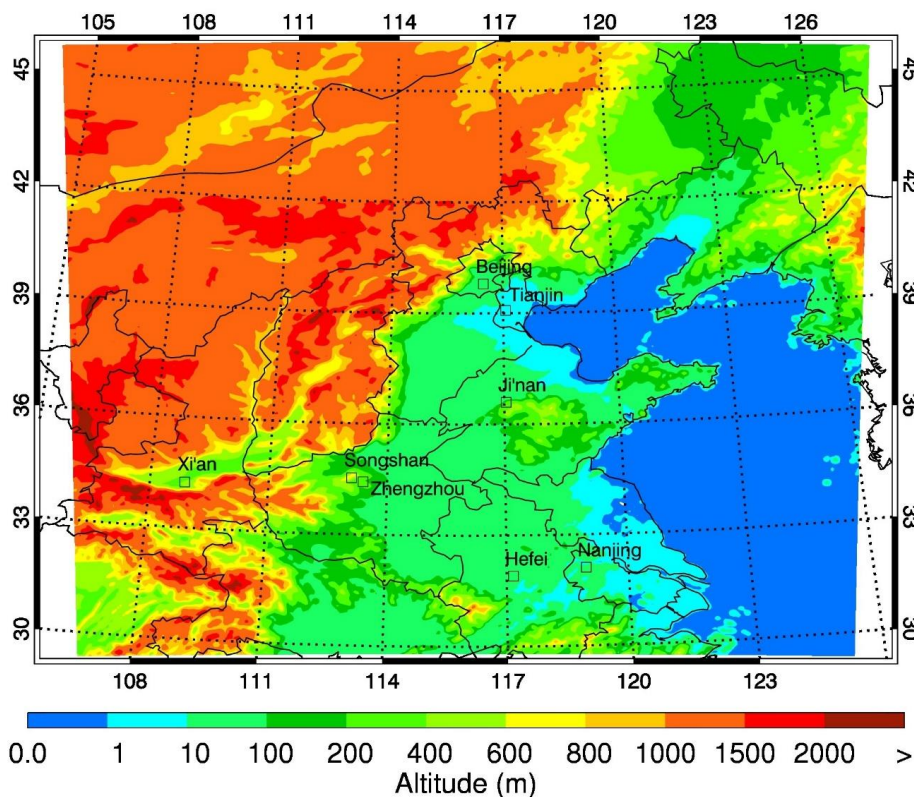 105 108 111 114 117 120 123 126
45 45
42 42
Beijing
39 Tianjin 39
Ji'nan
36 36
Xi'an Songshan
Zhengzhou
33 33
Hefei Nanjing
30 30
108 111 114 117 120 123
0.0 1 10 100 200 400 600 800 1000 1500 2000 >
Altitude (m)